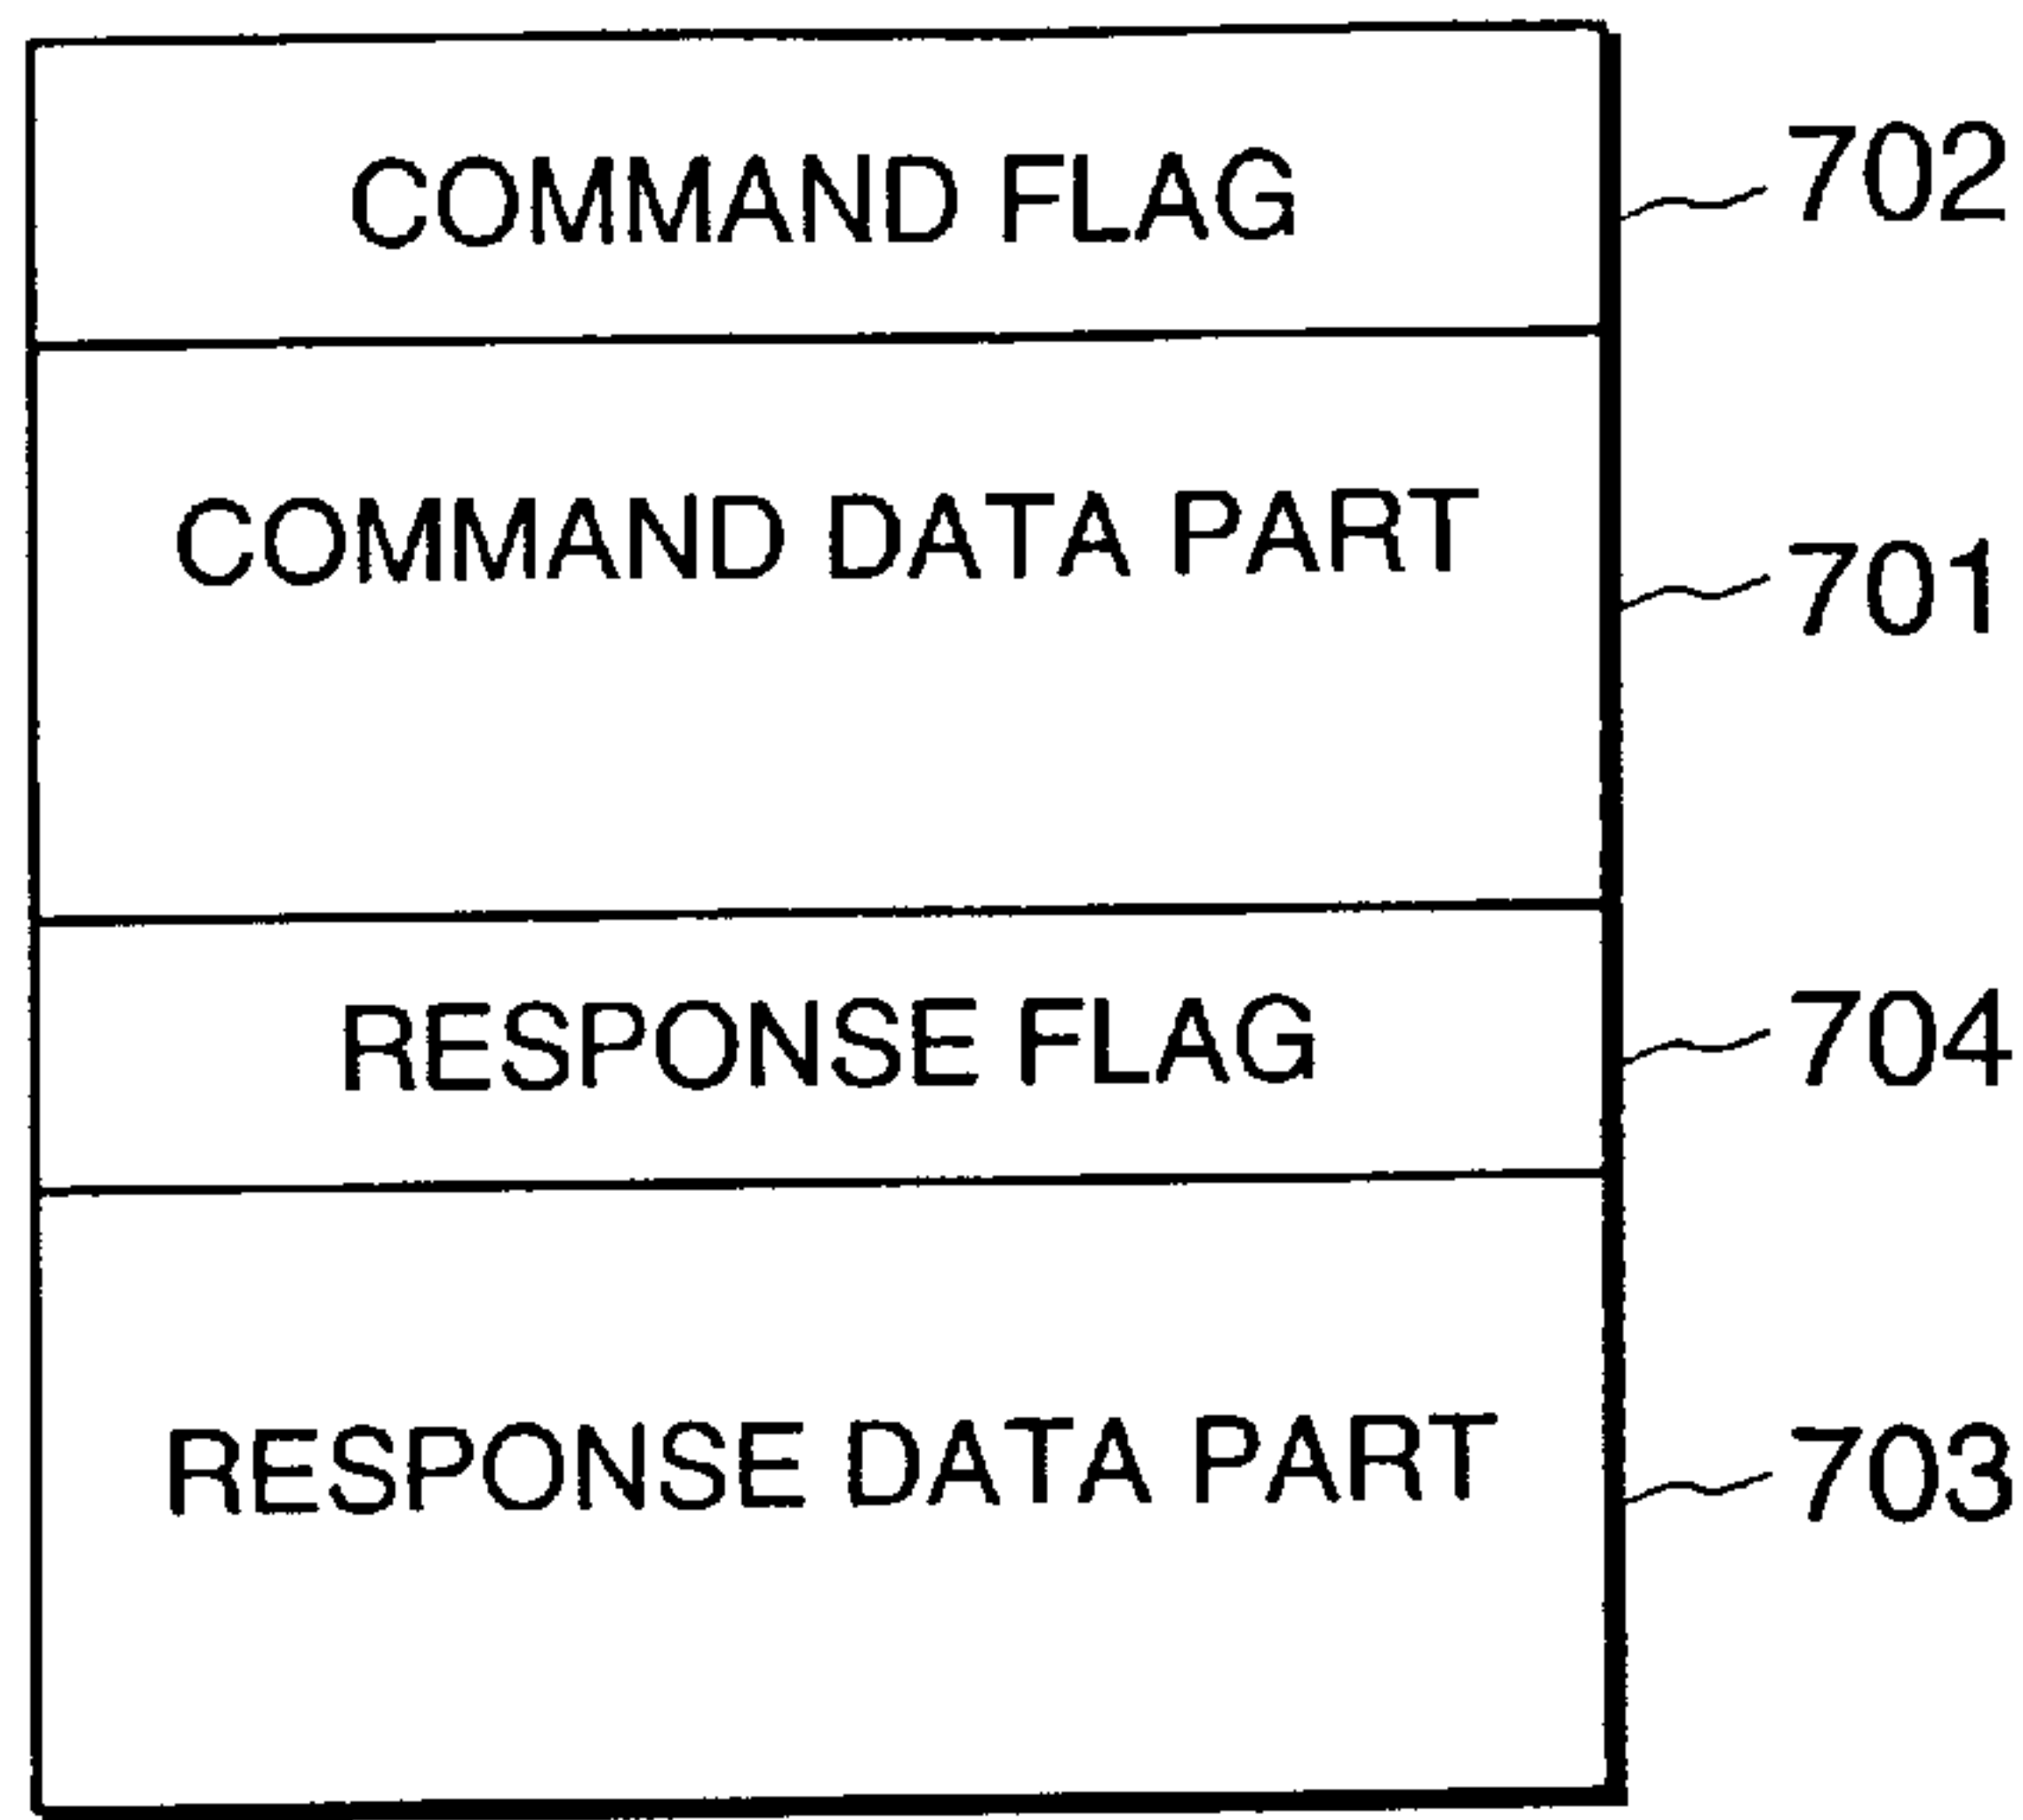 COMMAND FLAG 702
COMMAND DATA PART 701
RESPONSE FLAG 704
RESPONSE DATA PART 703